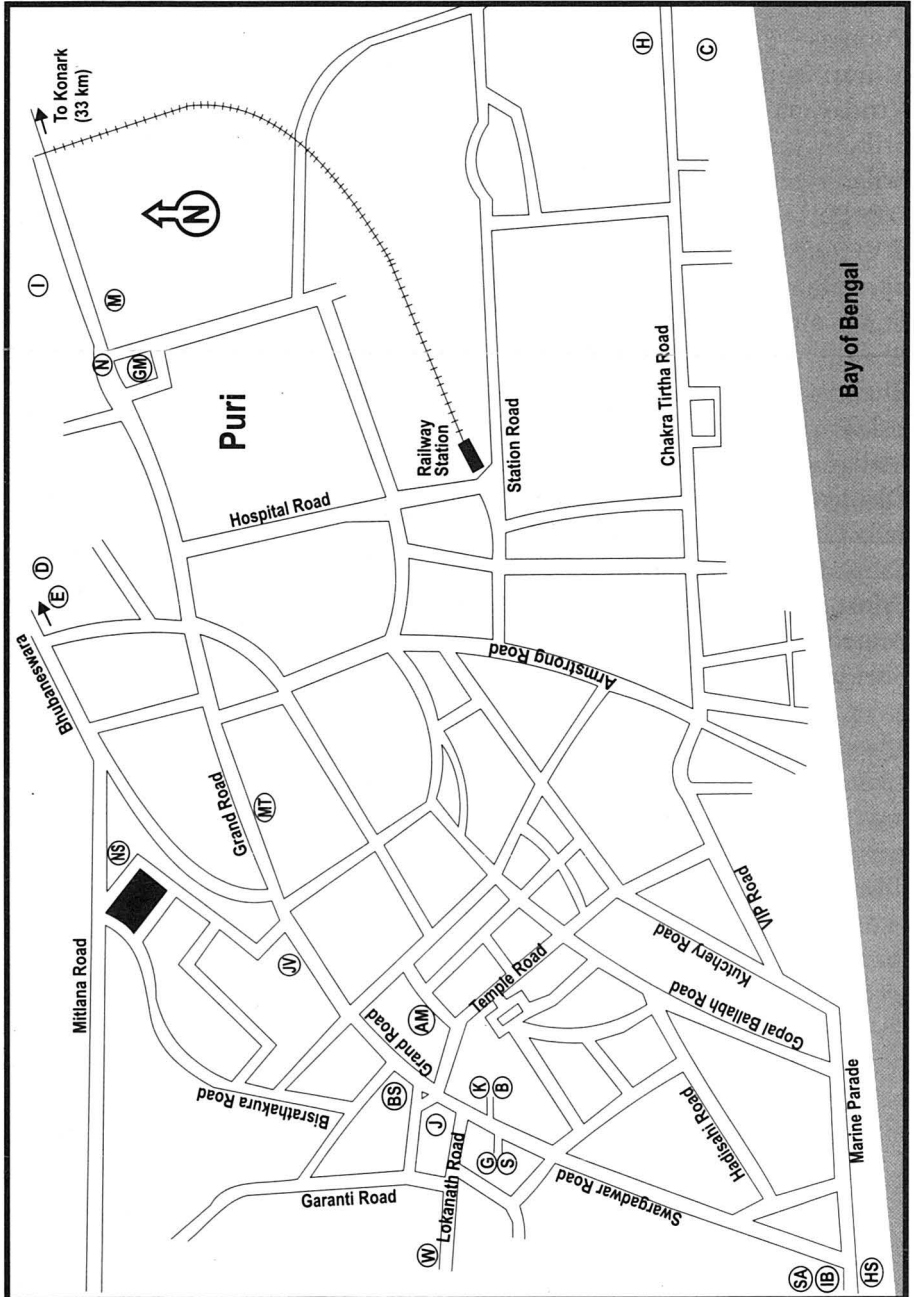 To Konark
(33 km)
N
H
C
I
M
N
GM
Puri
Bay of Bengal
Railway
Station
Station Road
Chakra Tirtha Road
Hospital Road
D
E
Bhubaneswara
Armstrong Road
Grand Road
MT
NS
Mitlana Road
JV
VIP Road
Kutchery Road
Gopal Ballabh Road
Temple Road
AM
Grand Road
Bisrathakura Road
BS
K
B
J
G
S
Lokanath Road
Garanti Road
W
Swargadwar Road
Hadisahi Road
Marine Parade
SA
IB
HS